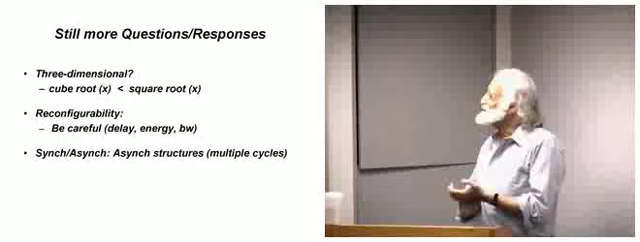 Still more Questions/Responses
• Three-dimensional?
– cube root (x) < square root (x)
• Reconfigurability:
– Be careful (delay, energy, bw)
• Synch/Asynch: Asynch structures (multiple cycles)